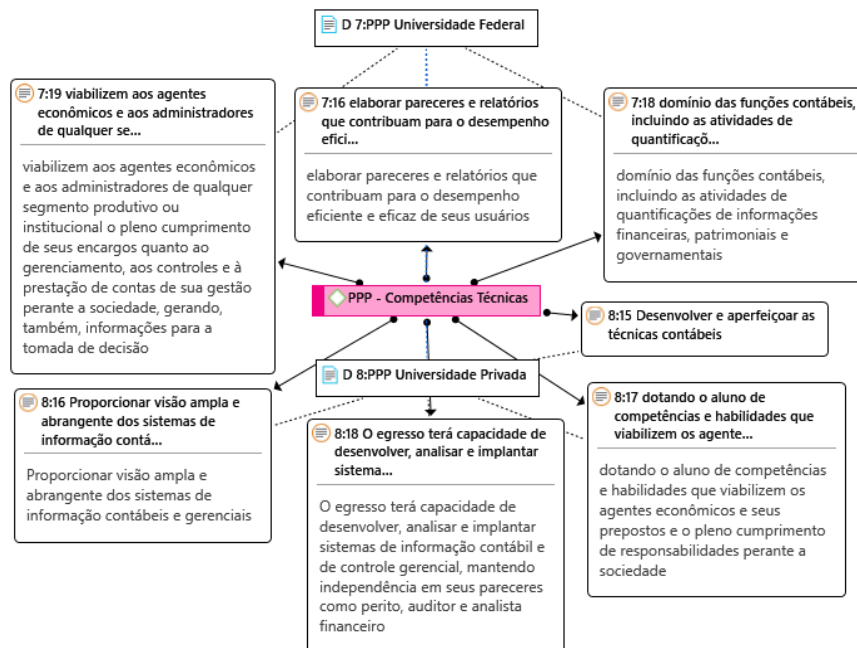 D 7:PPP Universidade Federal
7:19 viabilizem aos agentes
econômicos e aos administradores
de qualquer se...
viabilizem aos agentes econômicos
e aos administradores de qualquer
segmento produtivo ou
institucional o pleno cumprimento
de seus encargos quanto ao
gerenciamento, aos controles e à
prestação de contas de sua gestão
perante a sociedade, gerando,
também, informações para a
tomada de decisão
7:16 elaborar pareceres e relatórios
que contribuam para o desempenho
efici...
elaborar pareceres e relatórios que
contribuam para o desempenho
eficiente e eficaz de seus usuários
7:18 domínio das funções contábeis,
incluindo as atividades de
quantificaçõ...
domínio das funções contábeis,
incluindo as atividades de
quantificações de informações
financeiras, patrimoniais e
governamentais
PPP - Competências Técnicas
8:15 Desenvolver e aperfeiçoar as
técnicas contábeis
D 8:PPP Universidade Privada
8:16 Proporcionar visão ampla e
abrangente dos sistemas de
informação contá...
Proporcionar visão ampla e
abrangente dos sistemas de
informação contábeis e gerenciais
8:18 O egresso terá capacidade de
desenvolver, analisar e implantar
sistema...
O egresso terá capacidade de
desenvolver, analisar e implantar
sistemas de informação contábil e
de controle gerencial, mantendo
independência em seus pareceres
como perito, auditor e analista
financeiro
8:17 dotando o aluno de
competências e habilidades que
viabilizem os agente...
dotando o aluno de competências
e habilidades que viabilizem os
agentes econômicos e seus
prepostos e o pleno cumprimento
de responsabilidades perante a
sociedade